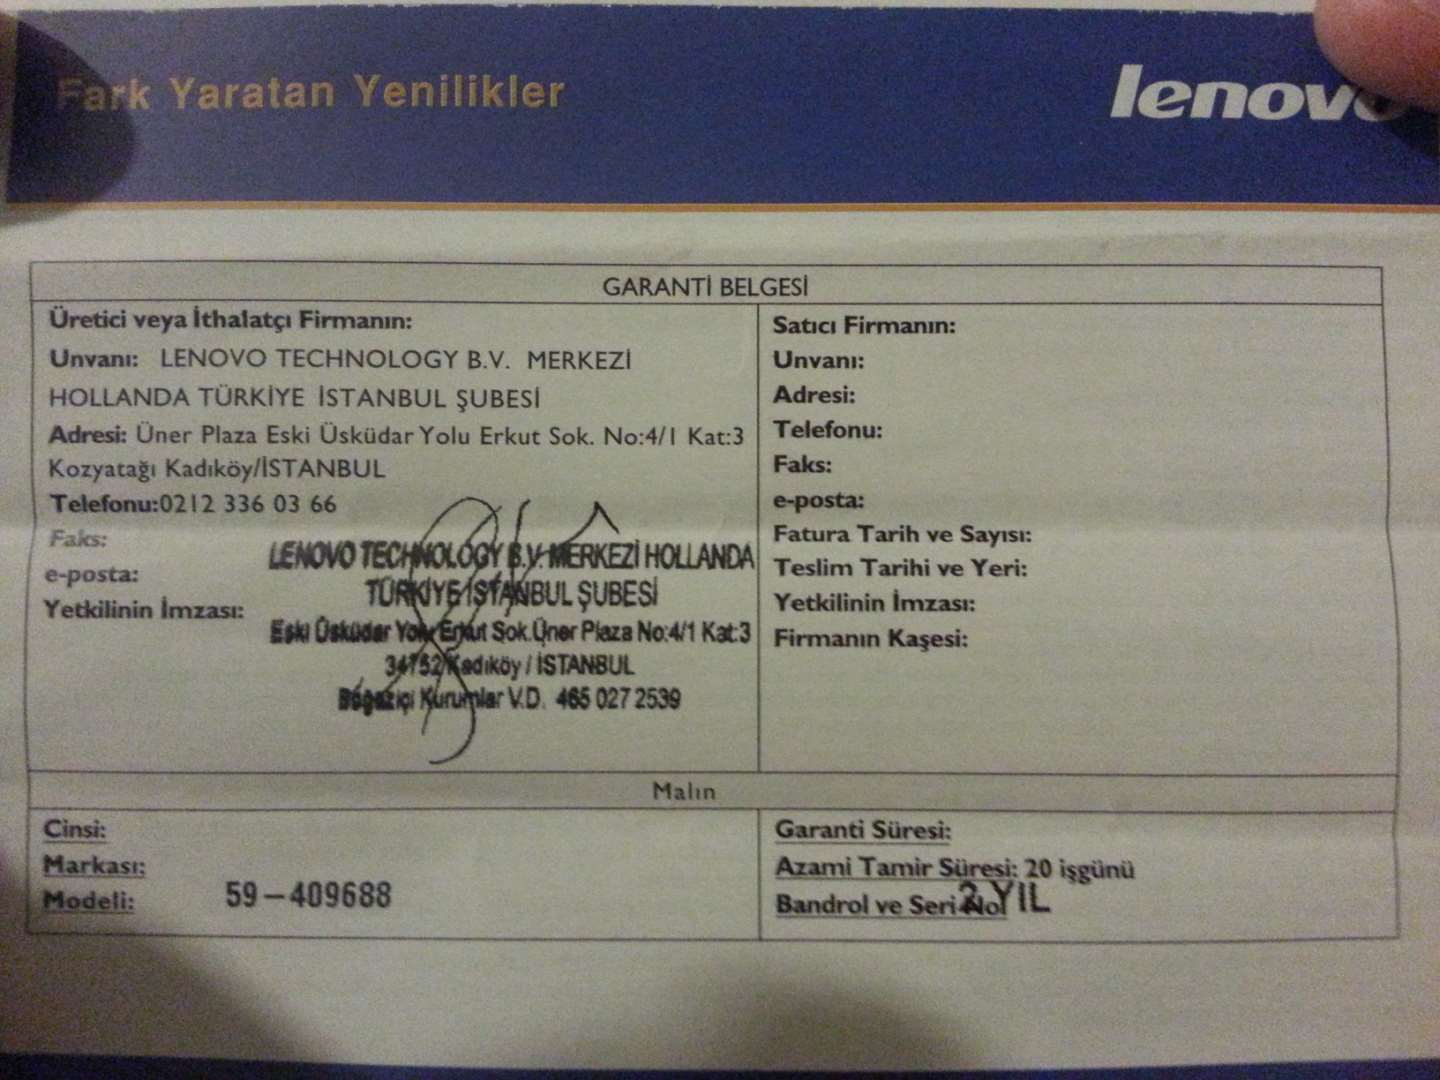 Fark Yaratan Yenilikler
lenovo
GARANTİ BELGESİ
Üretici veya İthalatçı Firmanın:
Unvanı: LENOVO TECHNOLOGY B.V. MERKEZİ
HOLLANDA TÜRKİYE İSTANBUL ŞUBESİ
Adresi: Üner Plaza Eski Üsküdar Yolu Erkut Sok. No:4/1 Kat:3
Kozyatağı Kadıköy/İSTANBUL
Telefonu:0212 336 03 66
Faks:
e-posta:
Yetkilinin İmzası:
LENOVO TECHNOLOGY B.V. MERKEZİ HOLLANDA
TÜRKİYE İSTANBUL ŞUBESİ
Eski Üsküdar Yolu Erkut Sok.Üner Plaza No:4/1 Kat:3
34752 Kadıköy / İSTANBUL
Boğaziçi Kurumlar V.D. 465 027 2539
Satıcı Firmanın:
Unvanı:
Adresi:
Telefonu:
Faks:
e-posta:
Fatura Tarih ve Sayısı:
Teslim Tarihi ve Yeri:
Yetkilinin İmzası:
Firmanın Kaşesi:
Malın
Cinsi:
Markası:
Modeli: 59-409688
Garanti Süresi:
Azami Tamir Süresi: 20 işgünü
Bandrol ve Seri No:
2 YIL